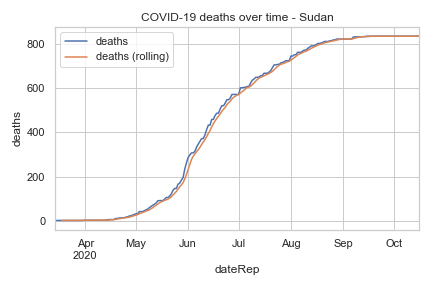 COVID-19 deaths over time - Sudan
deaths
deaths (rolling)
800
600
400
200
0
deaths
Apr
2020
May
Jun
Jul
Aug
Sep
Oct
dateRep